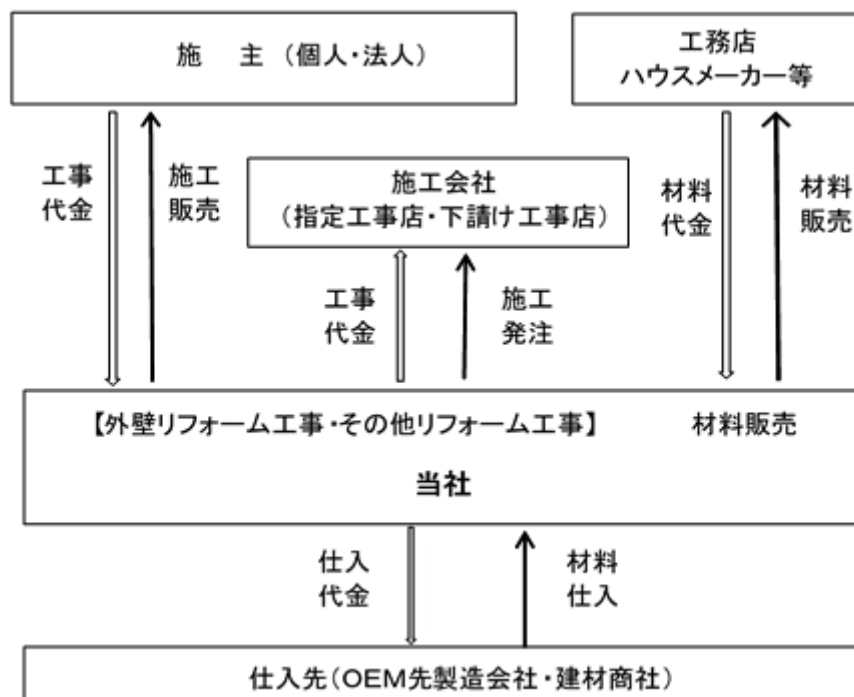 施　主 （個人・法人）
工務店
ハウスメーカー等
工事
代金
施工
販売
施工会社
（指定工事店・下請け工事店）
材料
代金
材料
販売
工事
代金
施工
発注
【外壁リフォーム工事・その他リフォーム工事】
材料販売
当社
仕入
代金
材料
仕入
仕入先（OEM先製造会社・建材商社）